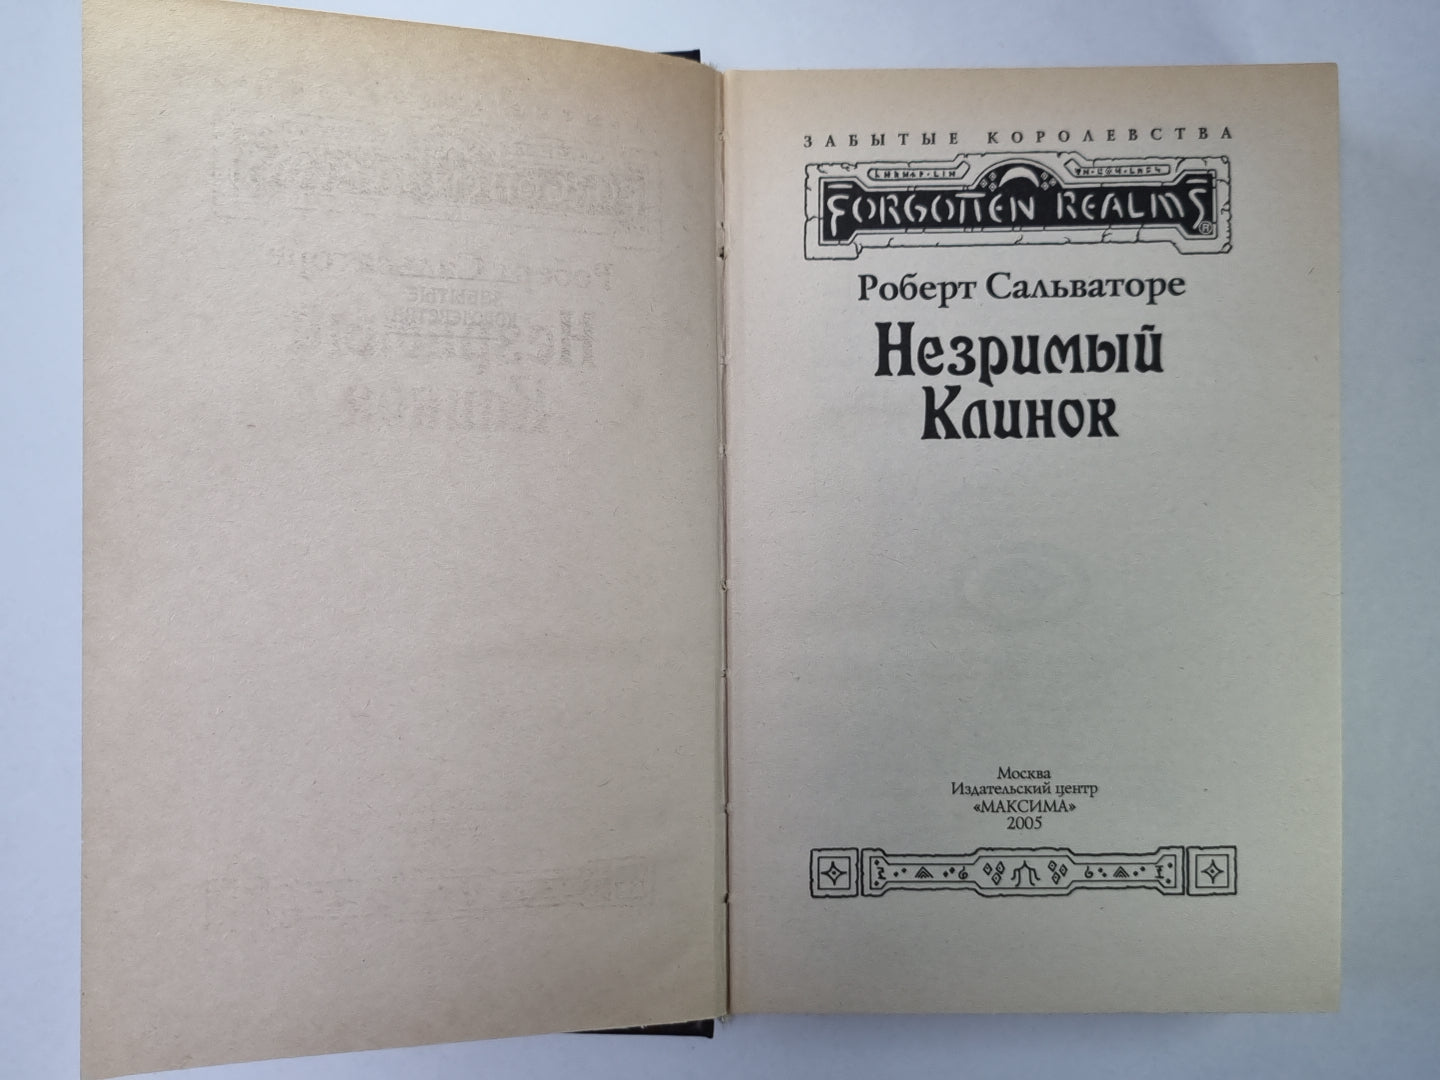 ЗАБЫТЫЕ КОРОЛЕВСТВА
FORGOTTEN REALMS®
Роберт Сальваторе
Незримый
Клинок
Москва
Издательский центр
«МАКСИМА»
2005